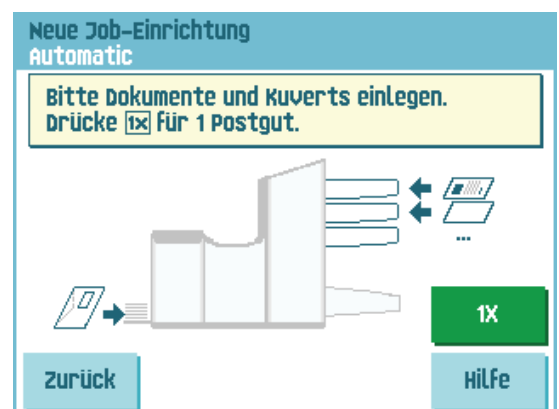 Neue Job-Einrichtung
Automatic
Bitte Dokumente und Kuverts einlegen.
Drücke 1x für 1 Postgut.
...
1X
Zurück
Hilfe